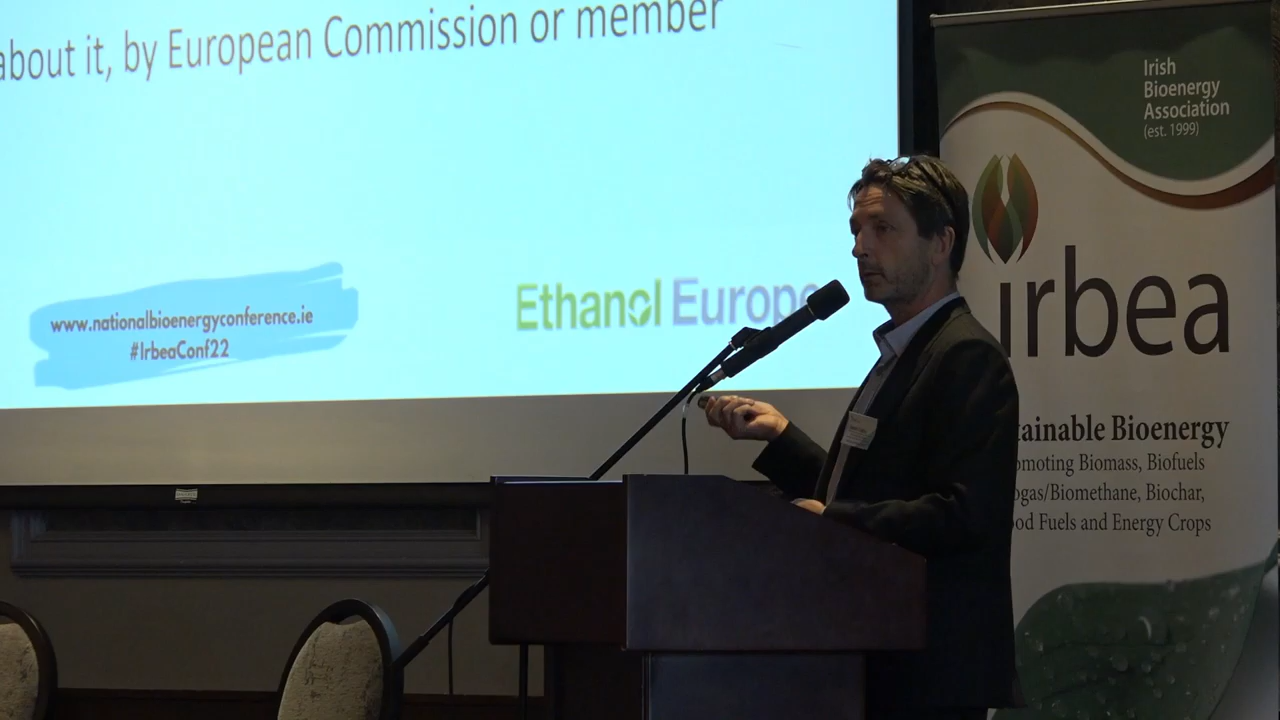 about it, by European Commission or member
www.nationalbioenergyconference.ie
#IrbeaConf22
Ethanol Europe
Irish
Bioenergy
Association
(est. 1999)
irbea
tainable Bioenergy
omoting Biomass, Biofuels
ogas/Biomethane, Biochar,
od Fuels and Energy Crops